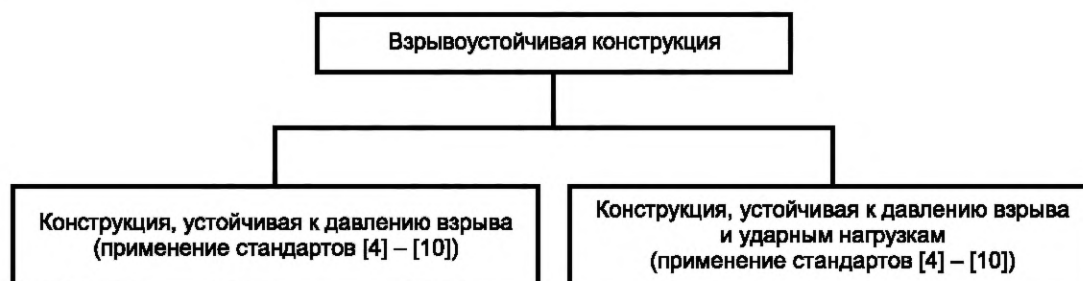 Взрывоустойчивая конструкция
Конструкция, устойчивая к давлению взрыва
(применение стандартов [4] – [10])
Конструкция, устойчивая к давлению взрыва
и ударным нагрузкам
(применение стандартов [4] – [10])